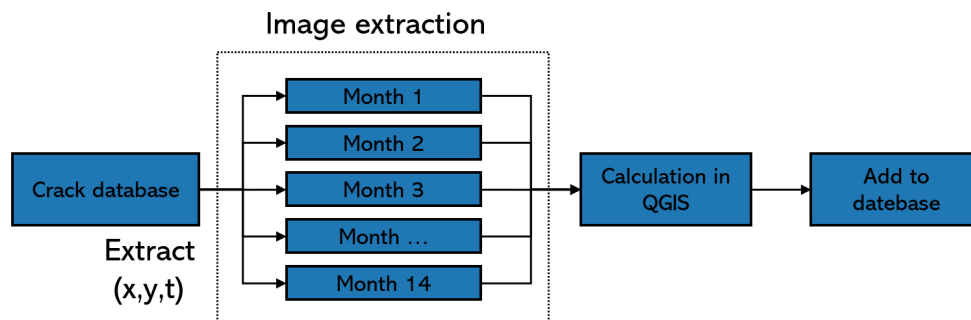 Image extraction
Month 1
Month 2
Month 3
Month ...
Month 14
Crack database
Extract
(x,y,t)
Calculation in
QGIS
Add to
datebase